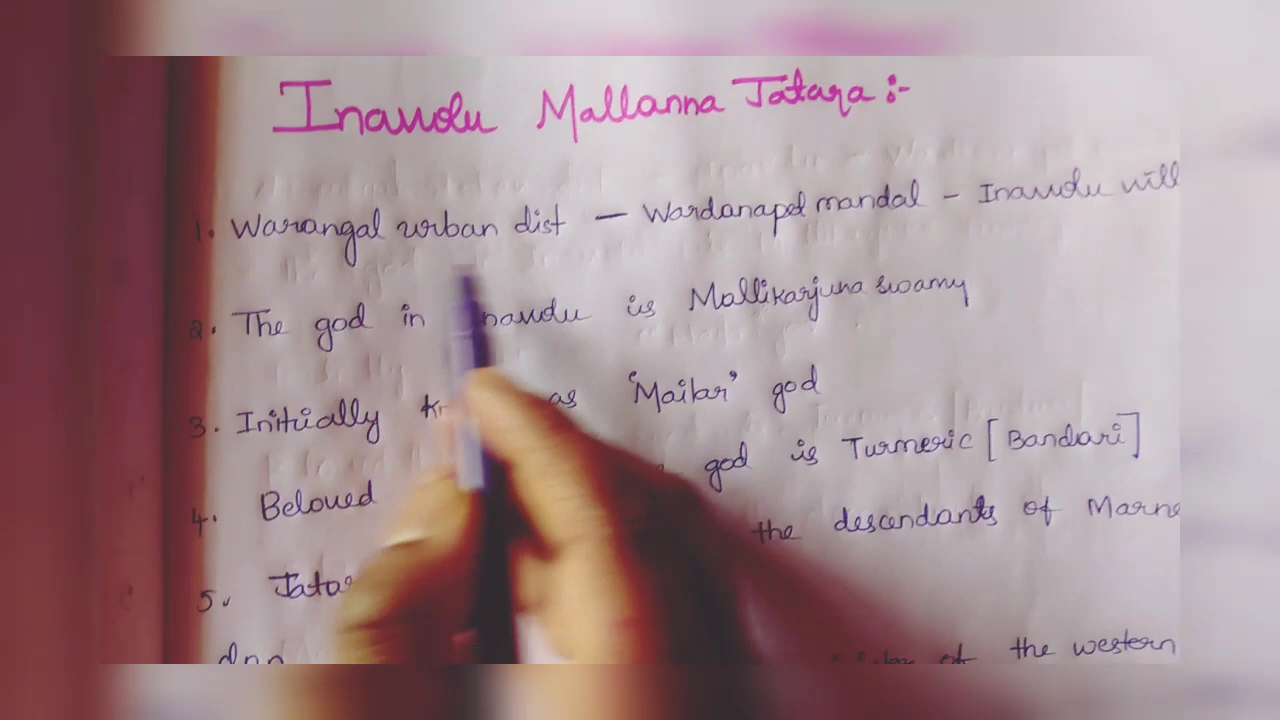 Inavolu Mallanna Jatara :-
1. Warangal urban dist — Wardanapet mandal - Inavolu vill
2. The god in Inavolu is Mallikarjuna swamy
3. Initially as 'Mailar' god
4. Beloved god is Turmeric [Bandari]
5. the descendants of Marne
of the western